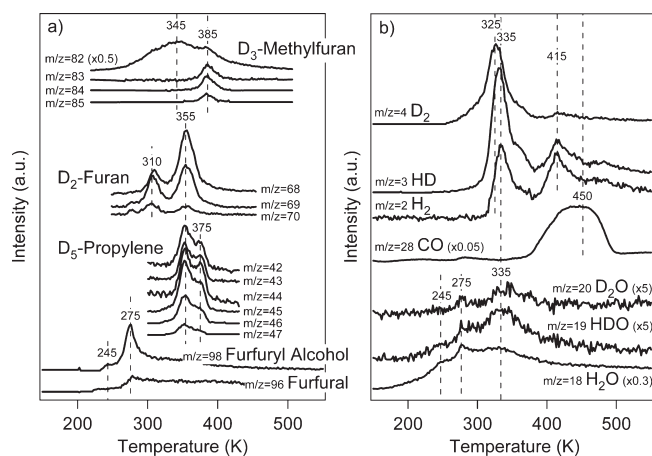 a)
345
385
D3-Methylfuran
m/z=82 (x0.5)
m/z=83
m/z=84
m/z=85
355
310
D2-Furan
m/z=68
m/z=69
m/z=70
375
D5-Propylene
m/z=42
m/z=43
m/z=44
m/z=45
m/z=46
m/z=47
275
245
m/z=98 Furfuryl Alcohol
m/z=96 Furfural
Intensity (a.u.)
200 300 400 500
Temperature (K)
b)
325
335
415
m/z=4 D2
m/z=3 HD
m/z=2 H2
450
m/z=28 CO (x0.05)
335
275
245
m/z=20 D2O (x5)
m/z=19 HDO (x5)
m/z=18 H2O (x0.3)
Intensity (a.u.)
200 300 400 500
Temperature (K)